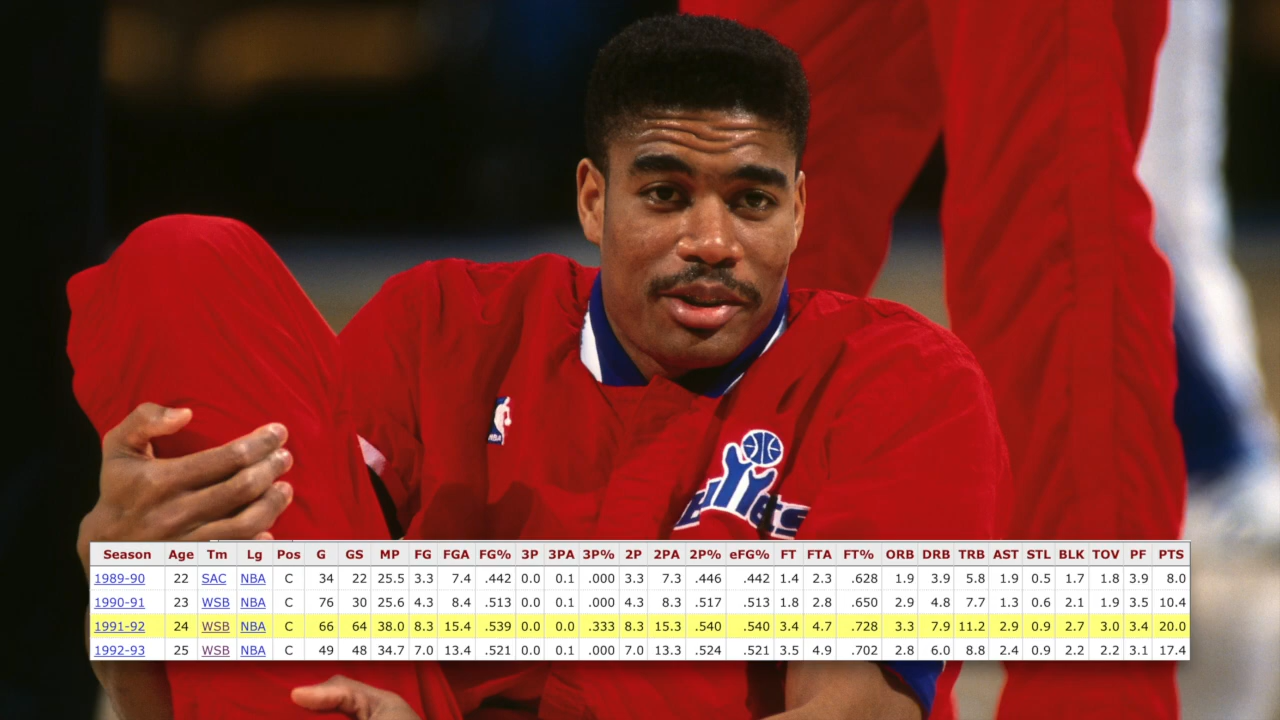 NBA
Bullets
Season Age Tm Lg Pos G GS MP FG FGA FG% 3P 3PA 3P% 2P 2PA 2P% eFG% FT FTA FT% ORB DRB TRB AST STL BLK TOV PF PTS
1989-90 22 SAC NBA C 34 22 25.5 3.3 7.4 .442 0.0 0.1 .000 3.3 7.3 .446 .442 1.4 2.3 .628 1.9 3.9 5.8 1.9 0.5 1.7 1.8 3.9 8.0
1990-91 23 WSB NBA C 76 30 25.6 4.3 8.4 .513 0.0 0.1 .000 4.3 8.3 .517 .513 1.8 2.8 .650 2.9 4.8 7.7 1.3 0.6 2.1 1.9 3.5 10.4
1991-92 24 WSB NBA C 66 64 38.0 8.3 15.4 .539 0.0 0.0 .333 8.3 15.3 .540 .540 3.4 4.7 .728 3.3 7.9 11.2 2.9 0.9 2.7 3.0 3.4 20.0
1992-93 25 WSB NBA C 49 48 34.7 7.0 13.4 .521 0.0 0.1 .000 7.0 13.3 .524 .521 3.5 4.9 .702 2.8 6.0 8.8 2.4 0.9 2.2 2.2 3.1 17.4